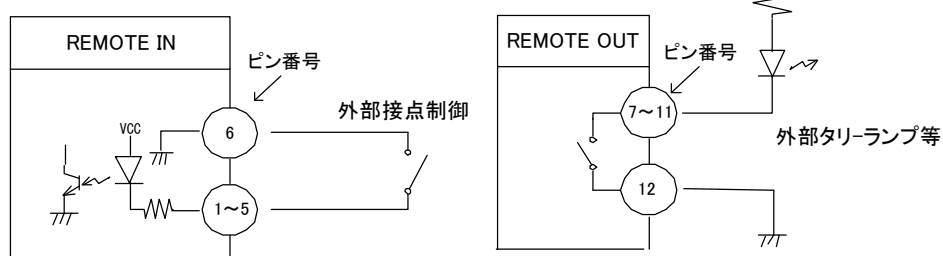 REMOTE IN
ピン番号
外部接点制御
VCC
6
1～5
REMOTE OUT
ピン番号
7～11
外部タリーランプ等
12